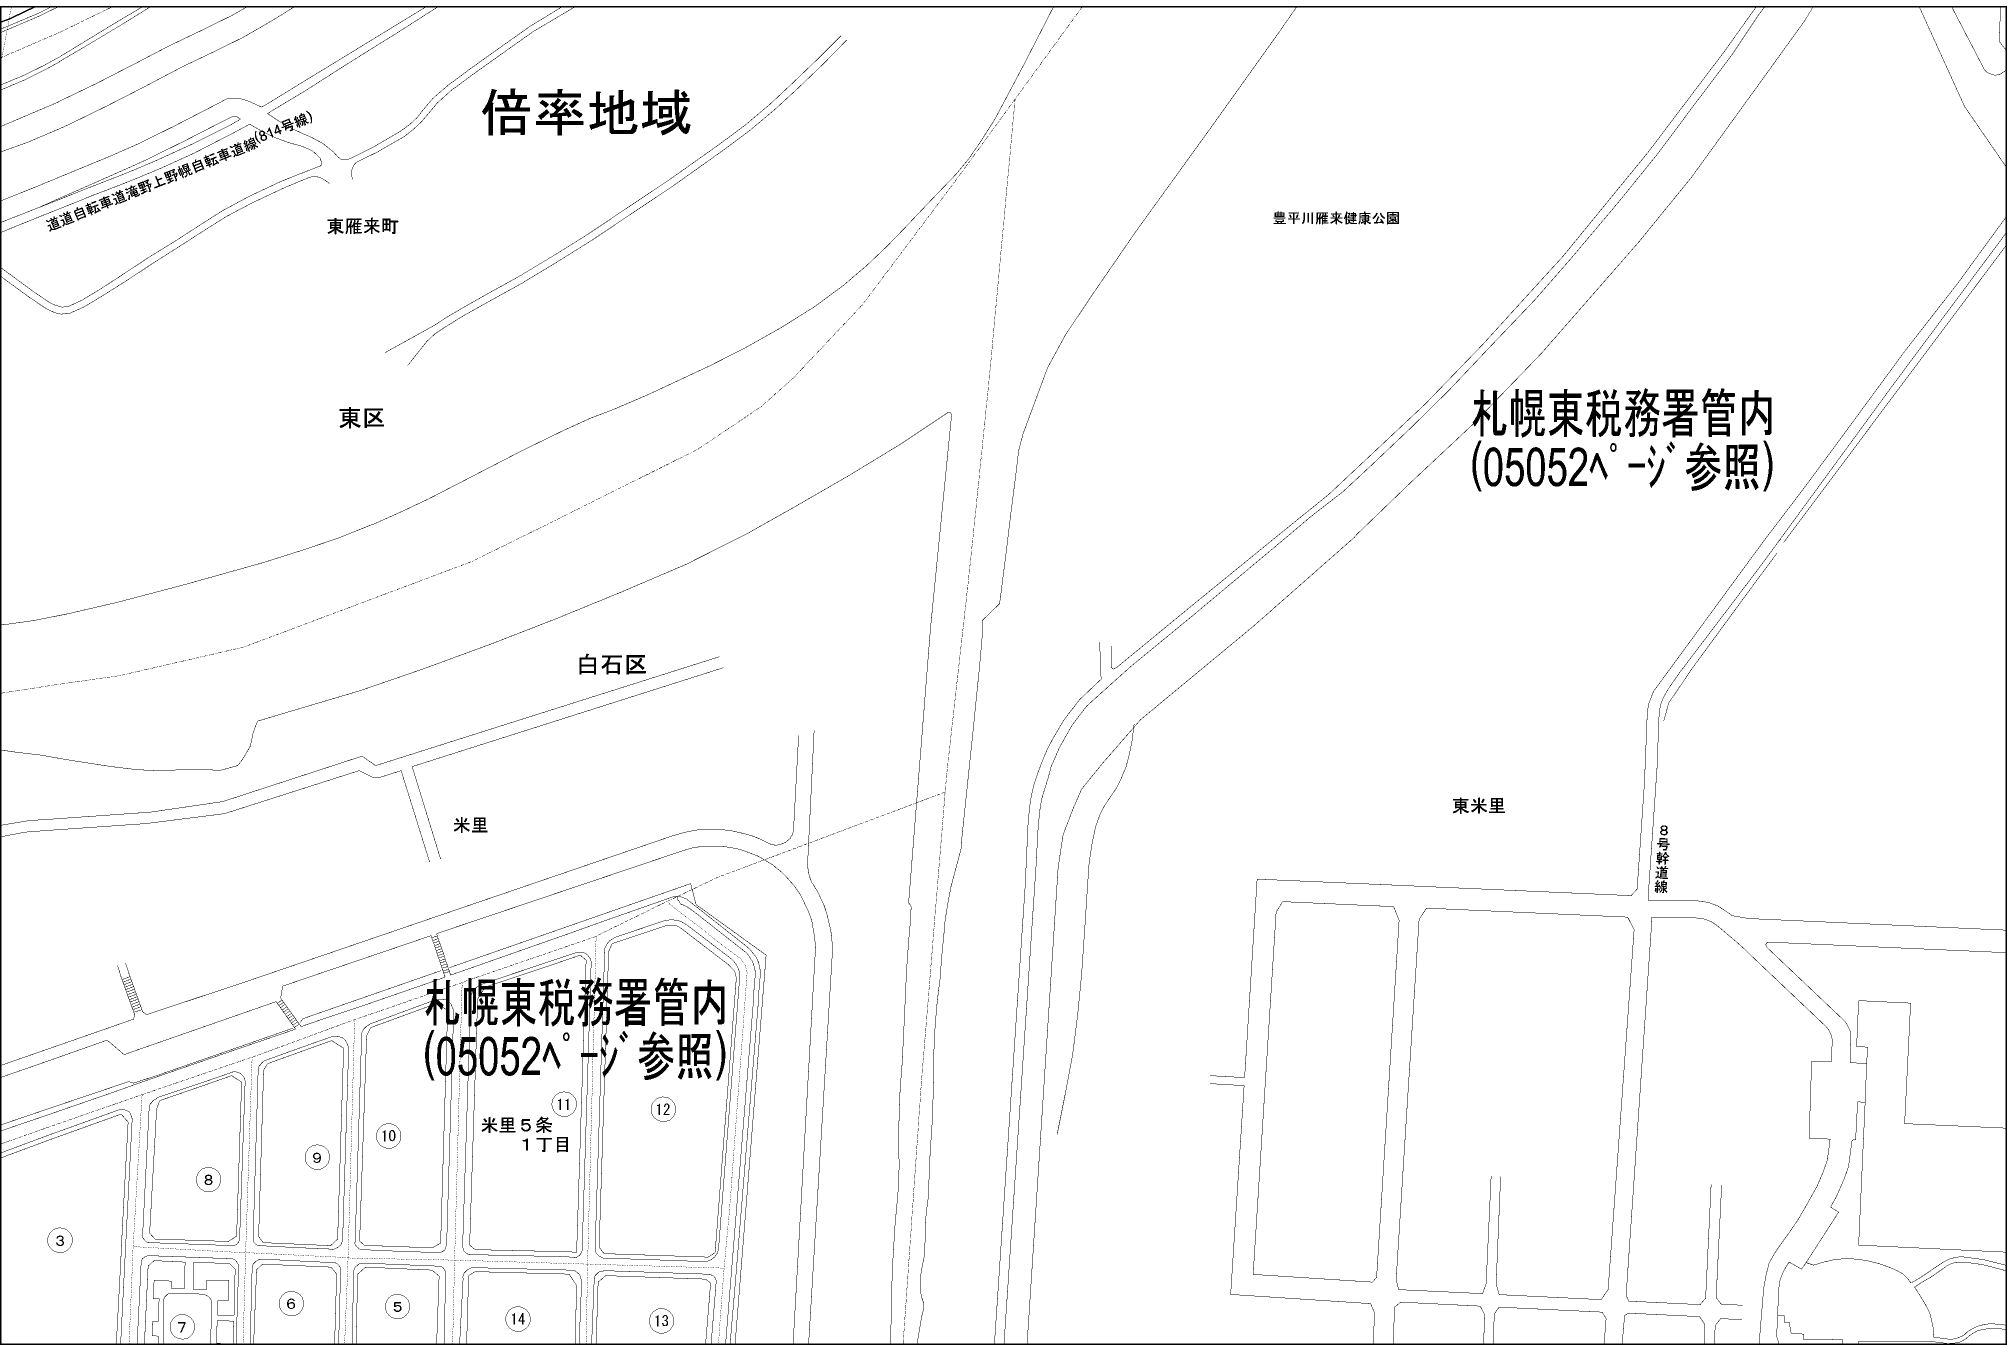 倍率地域
道道自転車道滝野上野幌自転車道線(814号線)
東雁来町
豊平川雁来健康公園
東区
札幌東税務署管内
(05052ﾍﾟｰｼﾞ参照)
白石区
米里
東米里
8号幹道線
札幌東税務署管内
(05052ﾍﾟｰｼﾞ参照)
11
12
米里5条
1丁目
10
9
8
3
7
6
5
14
13